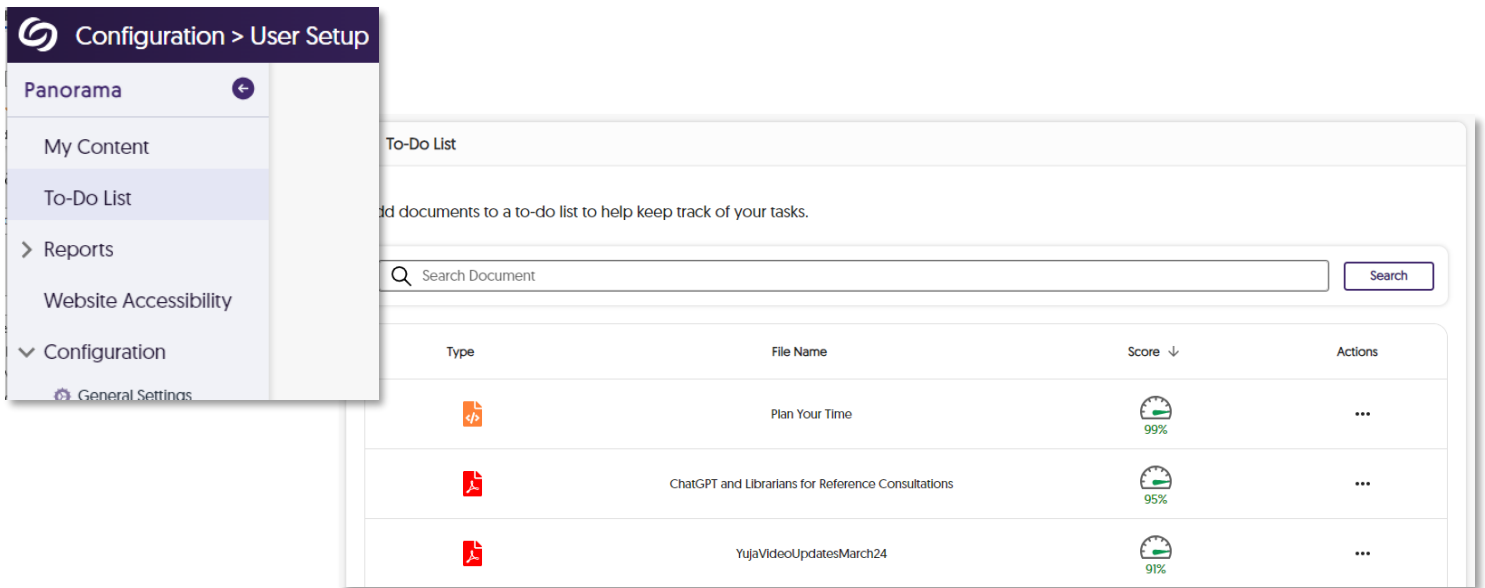 Configuration > User Setup
Panorama
My Content
To-Do List
Reports
Website Accessibility
Configuration
General Settings
To-Do List
documents to a to-do list to help keep track of your tasks.
Search Document
Search
Type File Name Score Actions
Plan Your Time
99%
ChatGPT and Librarians for Reference Consultations
95%
YujaVideoUpdatesMarch24
91%